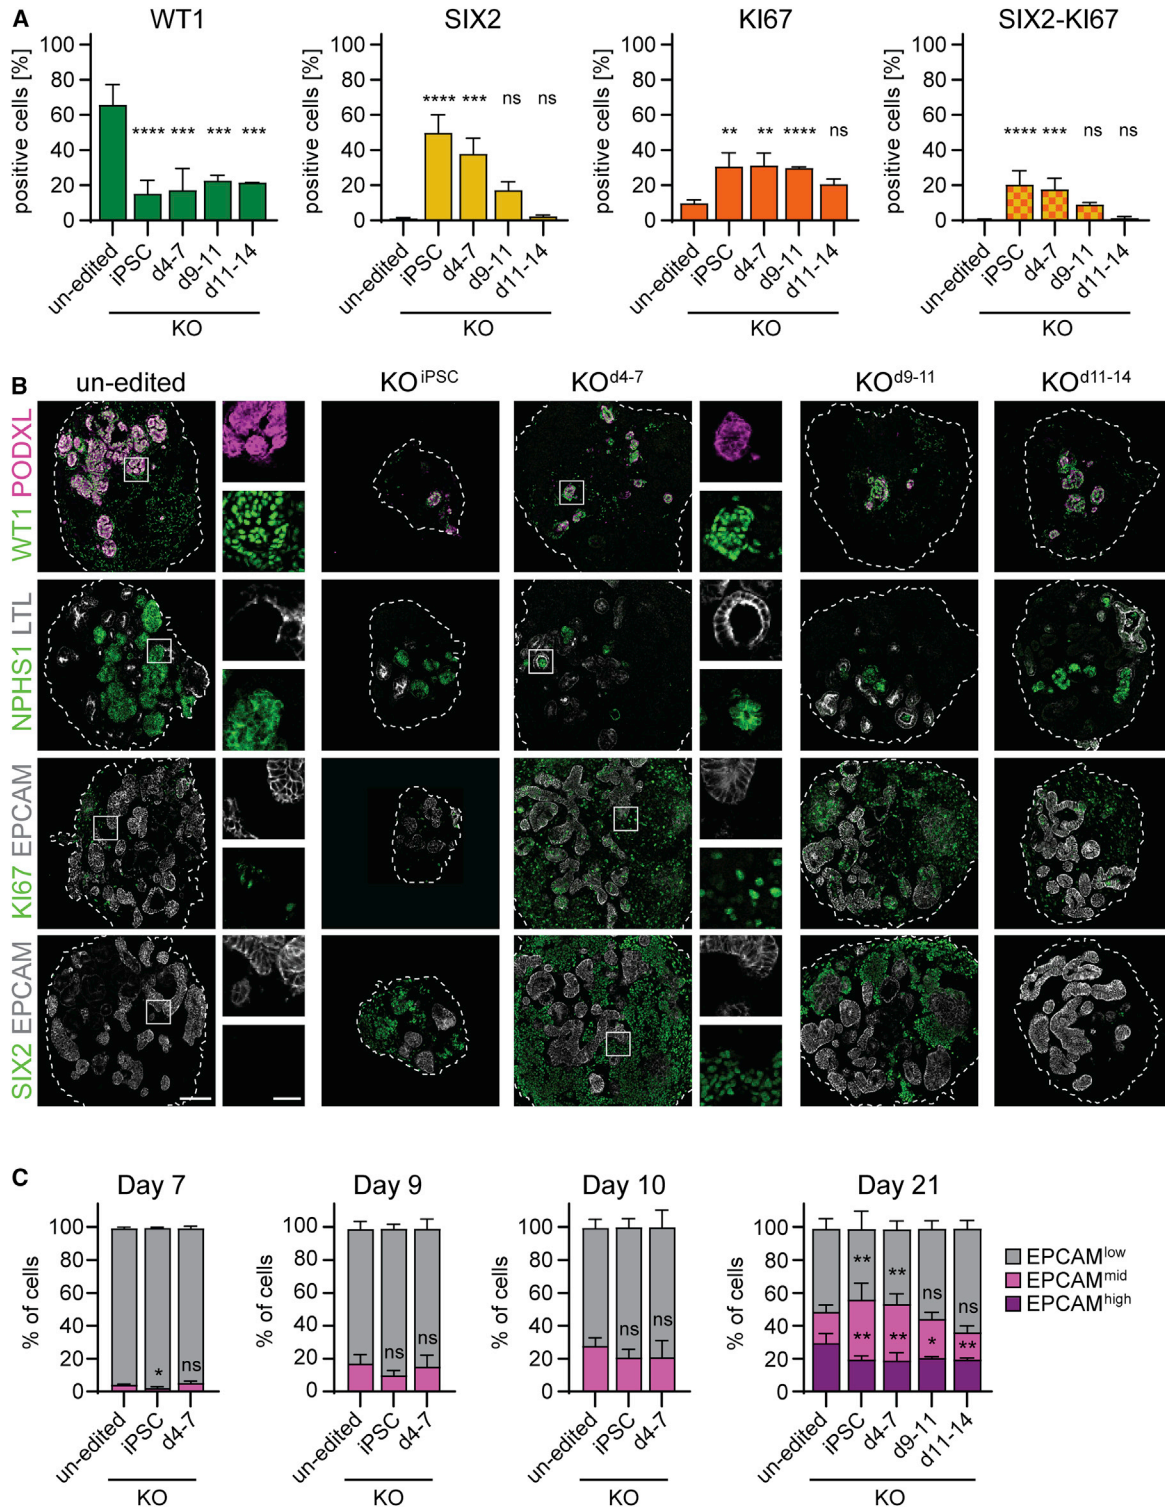 A
WT1
positive cells [%]
100
80
60
40
20
0
**** *** *** ***
un-edited
iPSC
d4-7
d9-11
d11-14
KO
SIX2
positive cells [%]
100
80
60
40
20
0
**** *** ns ns
un-edited
iPSC
d4-7
d9-11
d11-14
KO
KI67
positive cells [%]
100
80
60
40
20
0
** ** **** ns
un-edited
iPSC
d4-7
d9-11
d11-14
KO
SIX2-KI67
positive cells [%]
100
80
60
40
20
0
**** *** ns ns
un-edited
iPSC
d4-7
d9-11
d11-14
KO
B
un-edited KOiPSC KOd4-7 KOd9-11 KOd11-14
WT1 PODXL
NPHS1 LTL
KI67 EPCAM
SIX2 EPCAM
C
Day 7
% of cells
100
80
60
40
20
0
* ns
un-edited
iPSC
d4-7
KO
Day 9
% of cells
100
80
60
40
20
0
ns ns
un-edited
iPSC
d4-7
KO
Day 10
% of cells
100
80
60
40
20
0
ns ns
un-edited
iPSC
d4-7
KO
Day 21
% of cells
100
80
60
40
20
0
** ** ns ns
** ** * **
un-edited
iPSC
d4-7
d9-11
d11-14
KO
EPCAMlow
EPCAMmid
EPCAMhigh